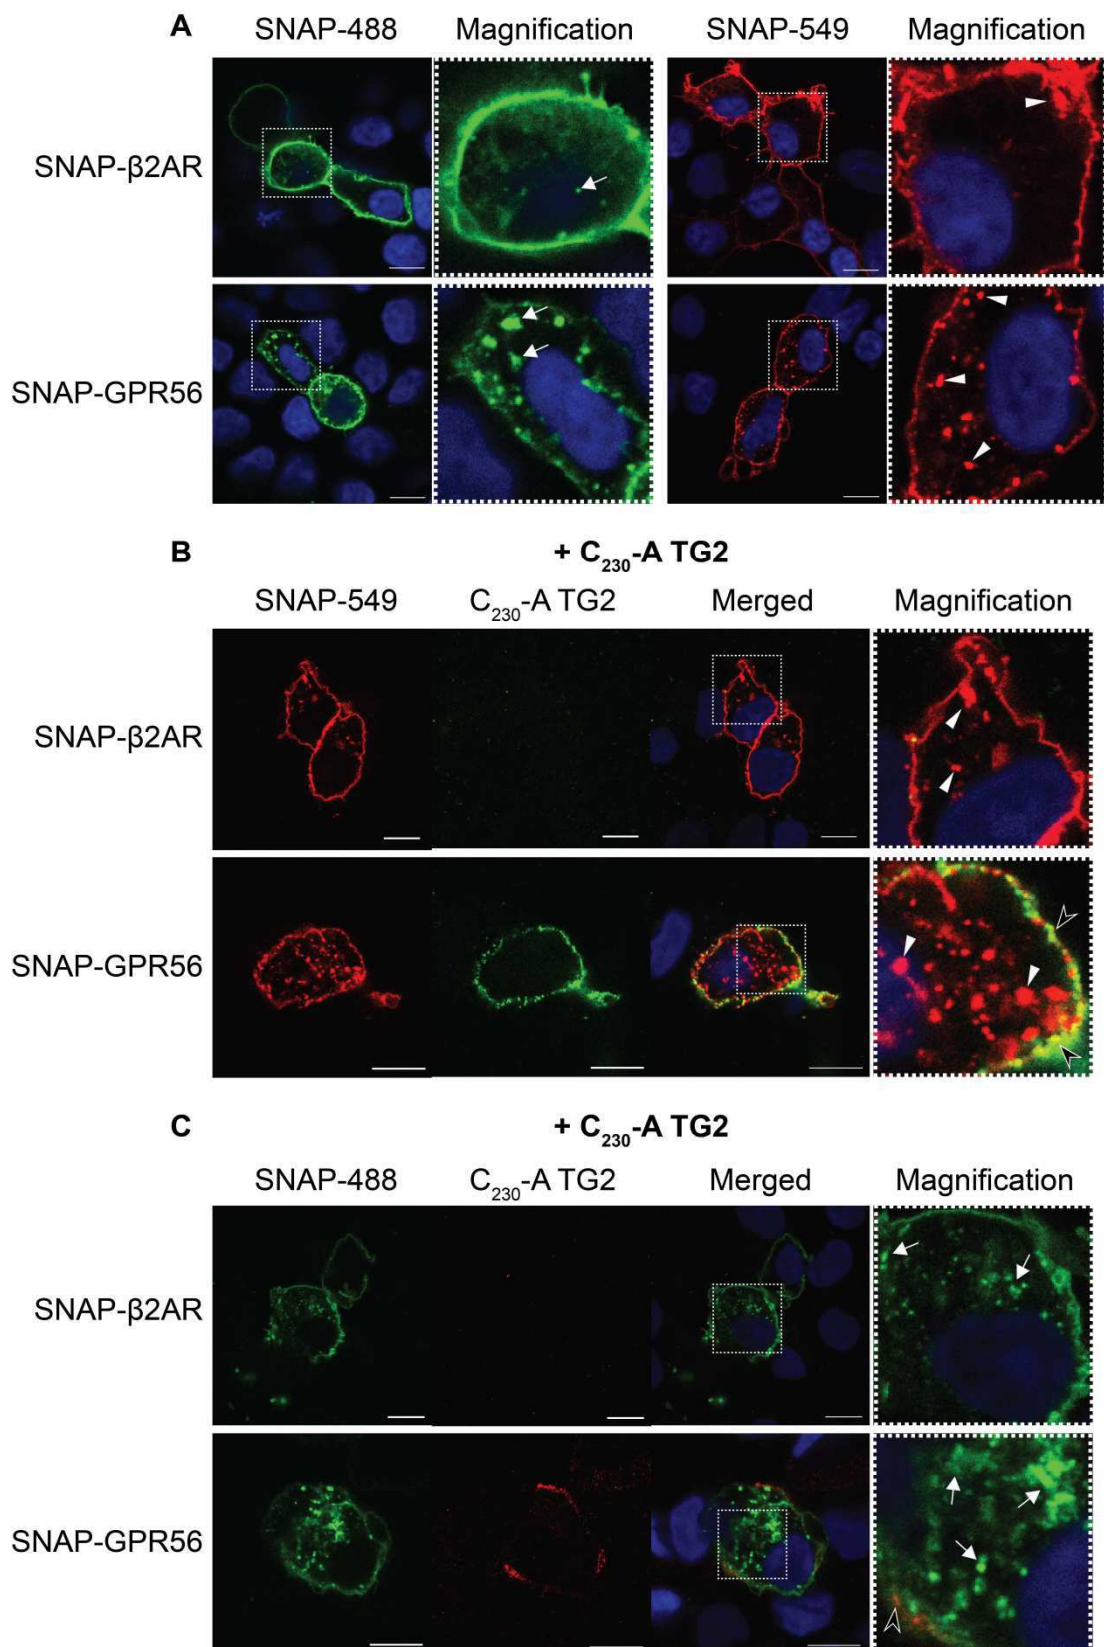 A SNAP-488 Magnification SNAP-549 Magnification
SNAP-β2AR
SNAP-GPR56
B + C₂₃₀-A TG2
SNAP-549 C₂₃₀-A TG2 Merged Magnification
SNAP-β2AR
SNAP-GPR56
C + C₂₃₀-A TG2
SNAP-488 C₂₃₀-A TG2 Merged Magnification
SNAP-β2AR
SNAP-GPR56